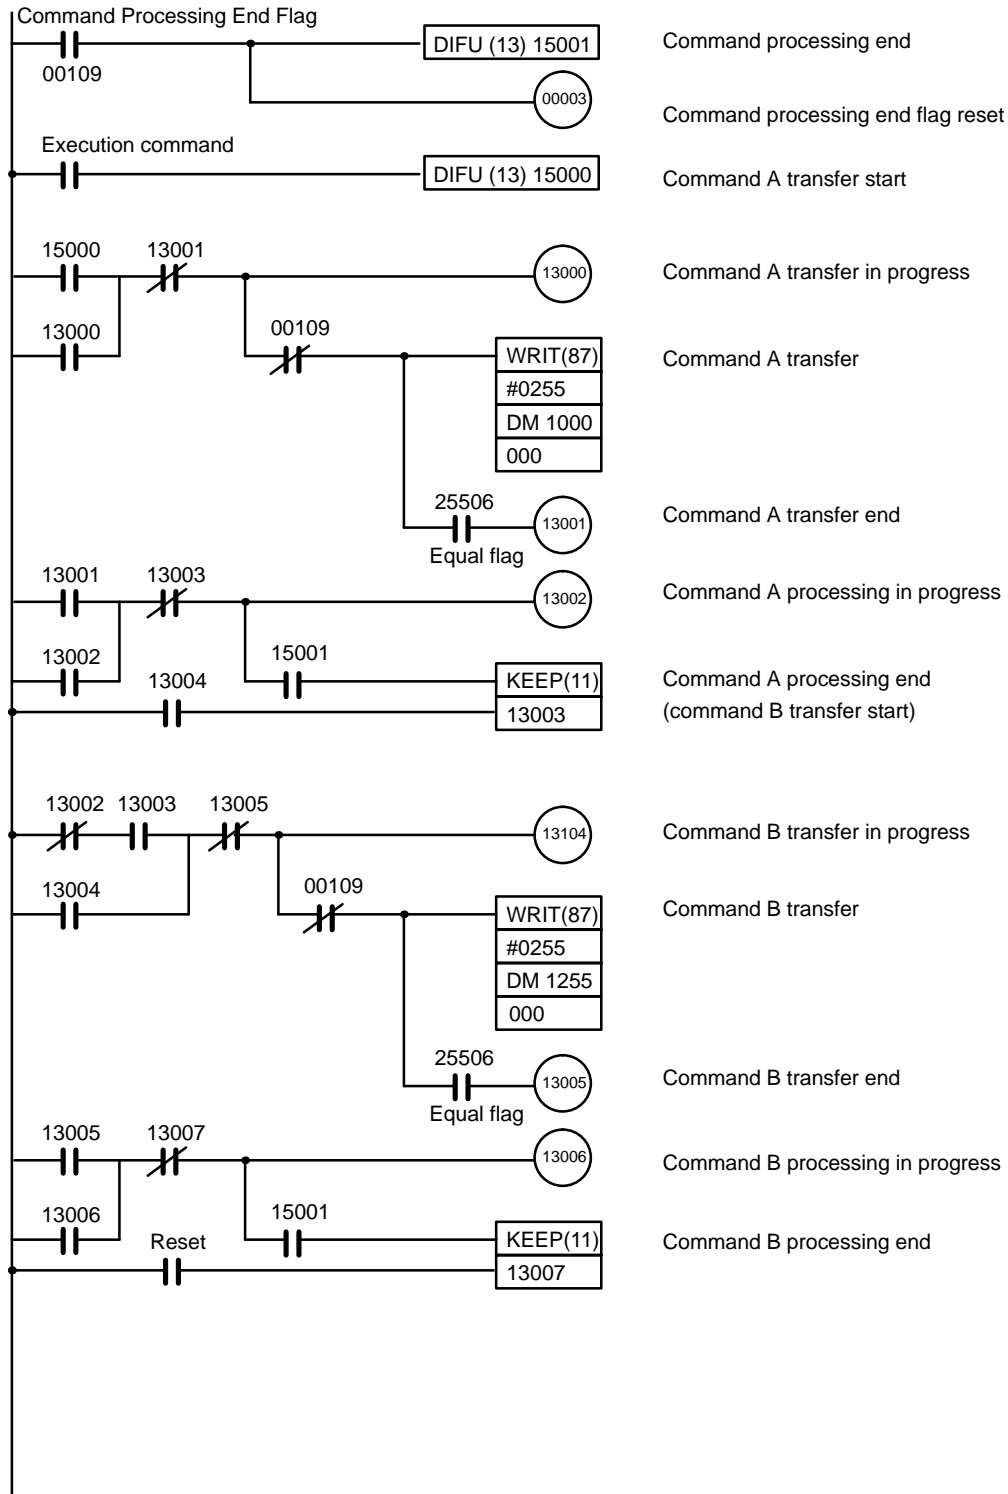 Command Processing End Flag
00109
DIFU (13) 15001
Command processing end
00003
Command processing end flag reset
Execution command
DIFU (13) 15000
Command A transfer start
15000
13001
13000
Command A transfer in progress
13000
00109
WRIT(87)
#0255
DM 1000
000
Command A transfer
25506
Equal flag
13001
Command A transfer end
13001
13003
13002
Command A processing in progress
13002
15001
KEEP(11)
13003
Command A processing end
(command B transfer start)
13004
13002
13003
13005
13104
Command B transfer in progress
13004
00109
WRIT(87)
#0255
DM 1255
000
Command B transfer
25506
Equal flag
13005
Command B transfer end
13005
13007
13006
Command B processing in progress
13006
15001
KEEP(11)
13007
Command B processing end
Reset